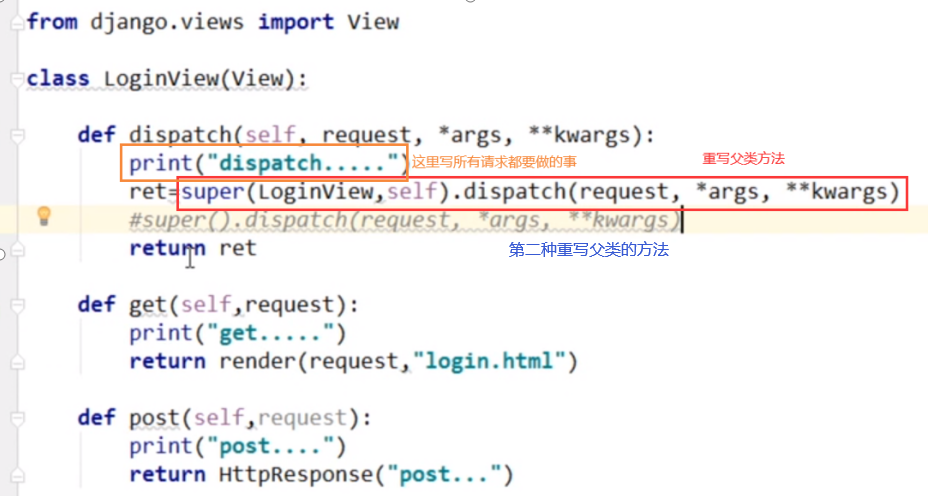 from django.views import View
class LoginView(View):
def dispatch(self, request, *args, **kwargs):
print("dispatch.....") 这里写所有请求都要做的事 重写父类方法
ret=super(LoginView,self).dispatch(request, *args, **kwargs)
#super().dispatch(request, *args, **kwargs)
return ret 第二种重写父类的方法
def get(self,request):
print("get.....")
return render(request,"login.html")
def post(self,request):
print("post....")
return HttpResponse("post...")